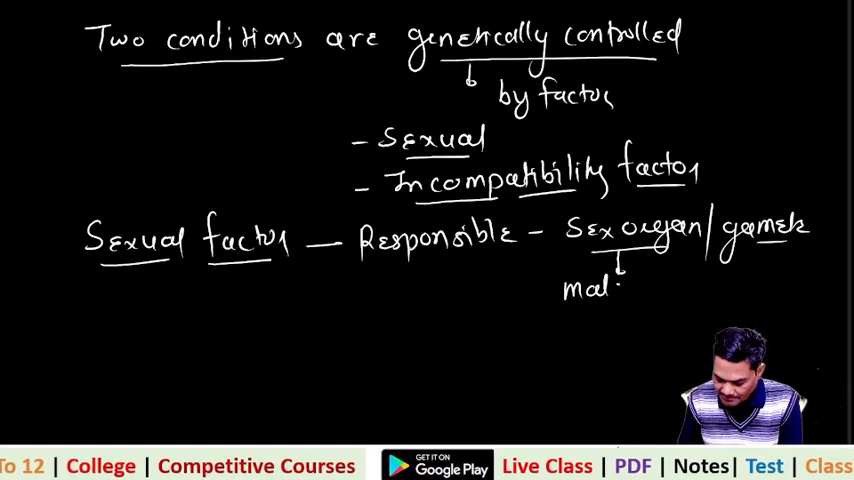 Two conditions are genetically controlled
by factor
- Sexual
- Incompatibility factor
Sexual factor — Responsible - Sex organ/gamete
mal
To 12 | College | Competitive Courses GET IT ON Google Play Live Class | PDF | Notes| Test | Class